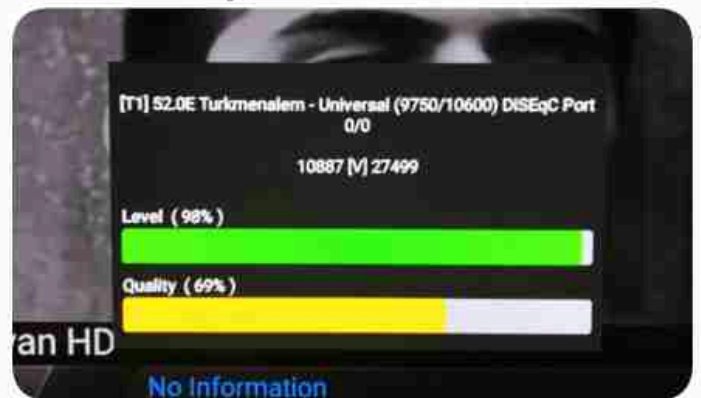 [T1] 52.0E Turkmenalem - Universal (9750/10600) DISEqC Port
0/0
10887 [V] 27499
Level ( 98% )
Quality ( 69% )
van HD
No Information